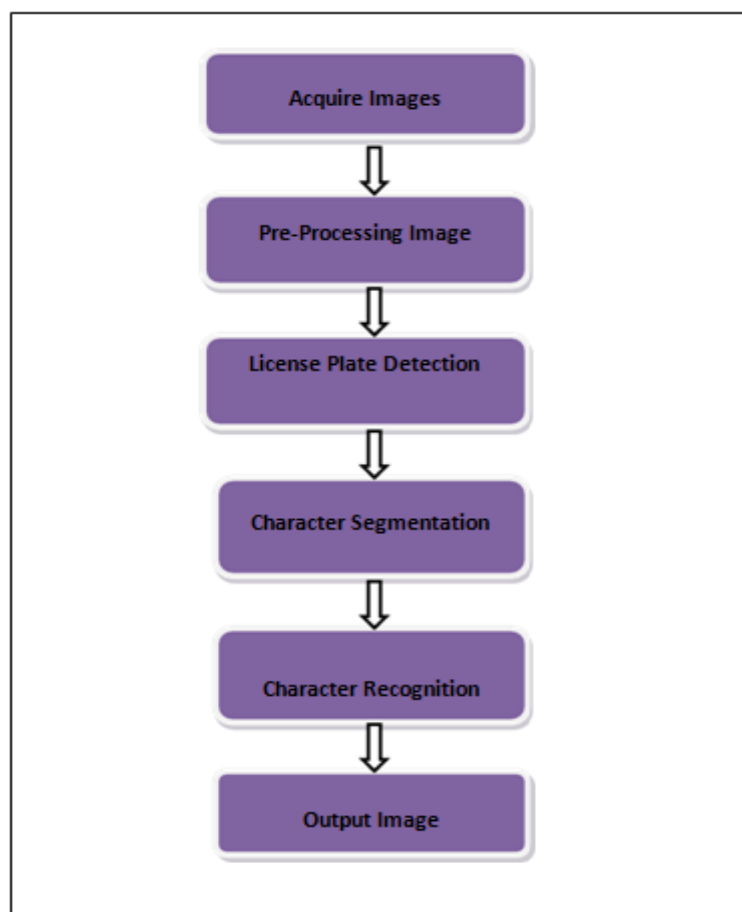 Acquire Images
Pre-Processing Image
License Plate Detection
Character Segmentation
Character Recognition
Output Image